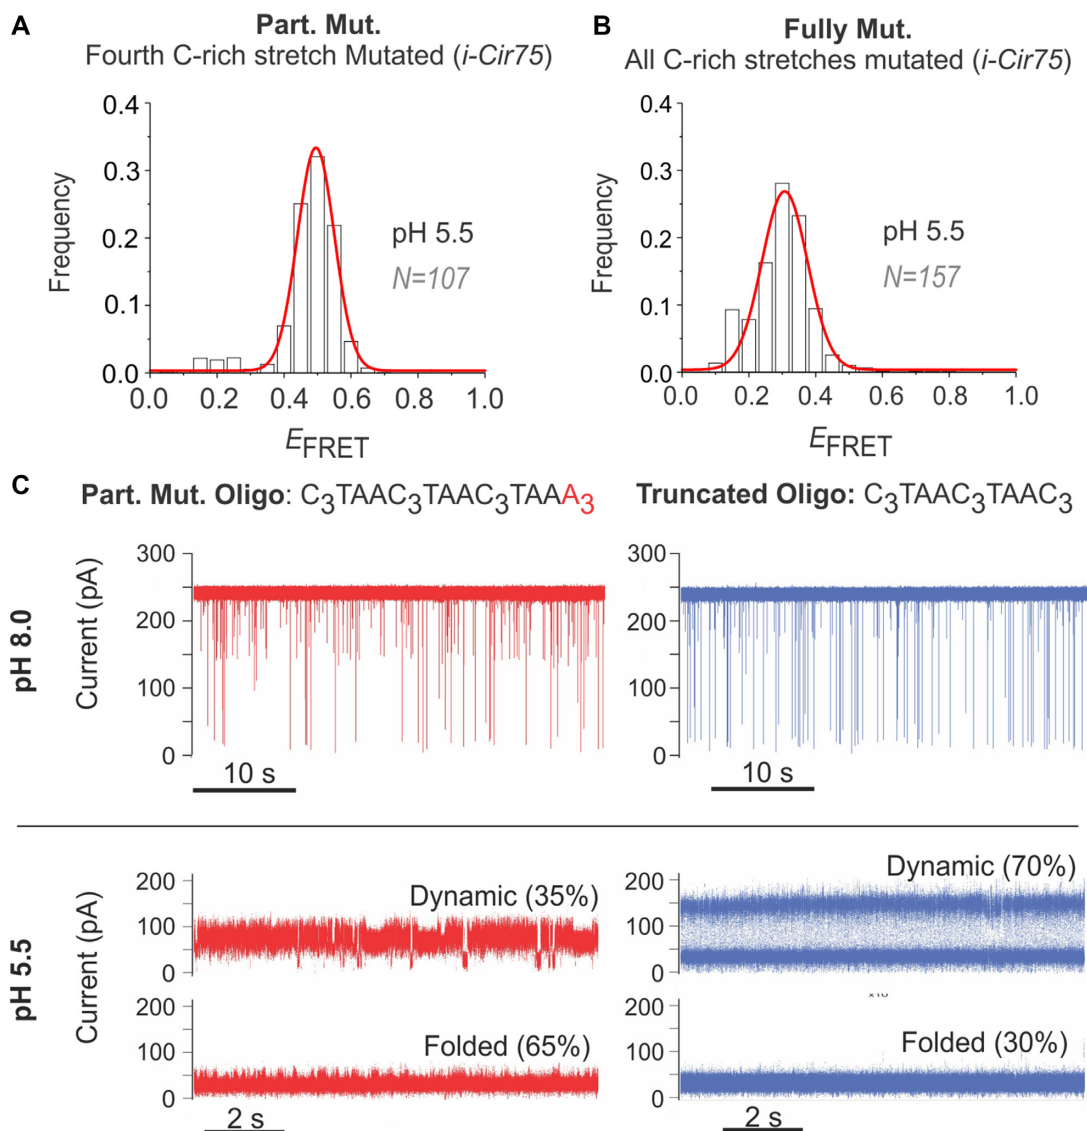 A
Part. Mut.
Fourth C-rich stretch Mutated (i-Cir75)
0.4
0.3
0.2
0.1
0.0
Frequency
pH 5.5
N=107
0.0 0.2 0.4 0.6 0.8 1.0
EFRET
B
Fully Mut.
All C-rich stretches mutated (i-Cir75)
0.4
0.3
0.2
0.1
0.0
Frequency
pH 5.5
N=157
0.0 0.2 0.4 0.6 0.8 1.0
EFRET
C
Part. Mut. Oligo: C3TAAC3TAAC3TAAA3
Truncated Oligo: C3TAAC3TAAC3
pH 8.0
Current (pA)
300
200
100
0
10 s
300
200
100
0
10 s
pH 5.5
Current (pA)
200
100
0
Dynamic (35%)
200
100
0
Dynamic (70%)
200
100
0
Folded (65%)
2 s
200
100
0
Folded (30%)
2 s